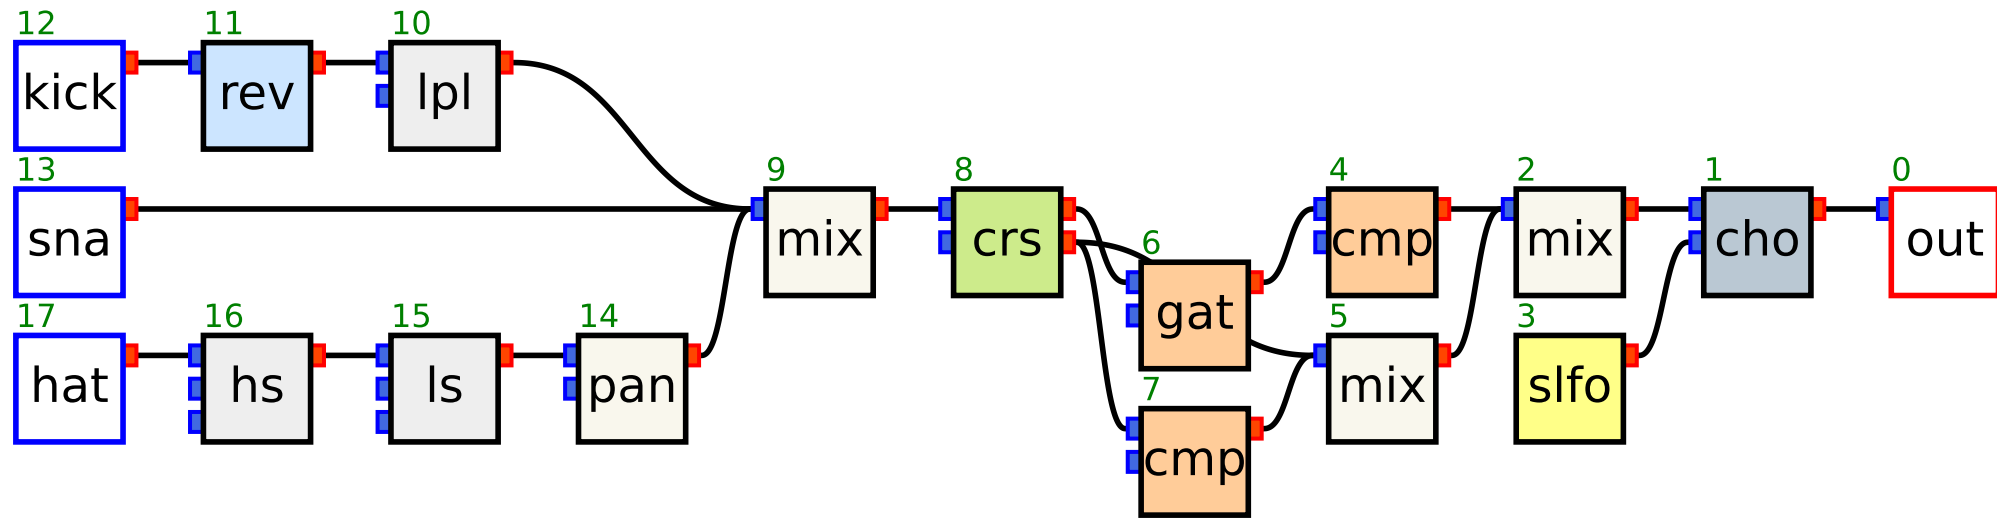 12 11 10
kick rev lpl
13 9 8 4 2 1 0
sna mix crs cmp mix cho out
6
gat
17 16 15 14 5 3
hat hs ls pan mix slfo
7
cmp